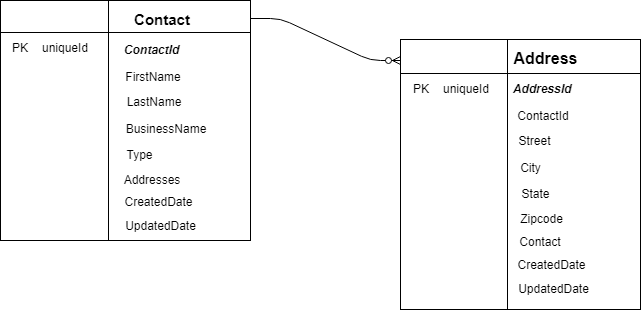 Contact
PK uniqueId ContactId
FirstName
LastName
BusinessName
Type
Addresses
CreatedDate
UpdatedDate
Address
PK uniqueId AddressId
ContactId
Street
City
State
Zipcode
Contact
CreatedDate
UpdatedDate